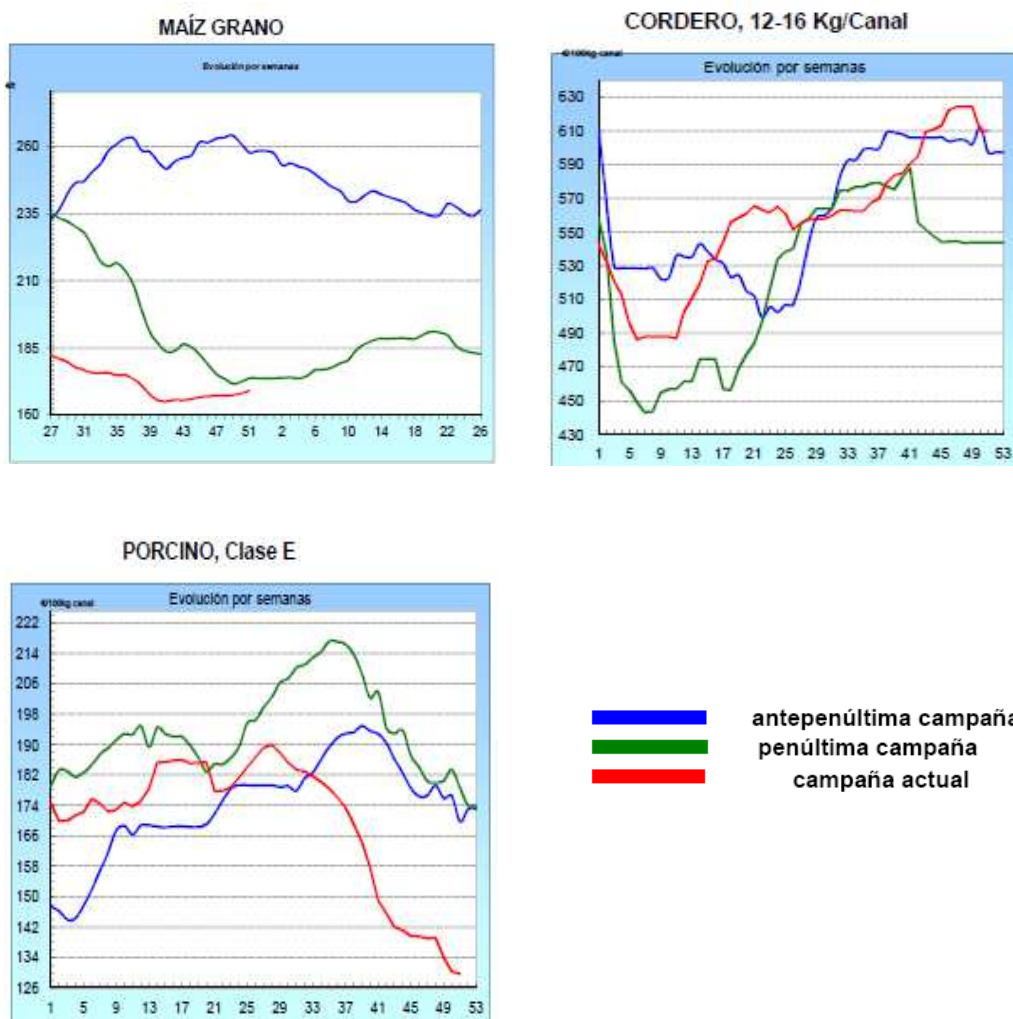 MAÍZ GRANO
Evolución por semanas
260
235
210
185
160
27 31 35 39 43 47 51 2 6 10 14 18 22 26
CORDERO, 12-16 Kg/Canal
€/100kg canal
Evolución por semanas
630
610
590
570
550
530
510
490
470
450
430
1 5 9 13 17 21 25 29 33 37 41 45 49 53
PORCINO, Clase E
€/100kg canal
Evolución por semanas
222
214
206
198
190
182
174
166
158
150
142
134
126
1 5 9 13 17 21 25 29 33 37 41 45 49 53
antepenúltima campaña
penúltima campaña
campaña actual